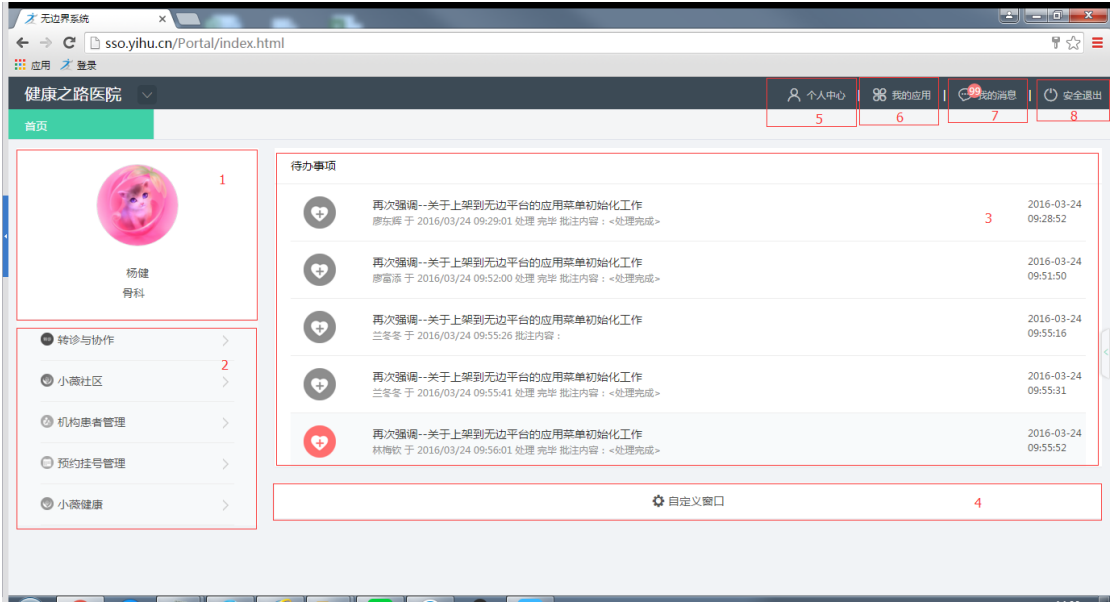 无边界系统
sso.yihu.cn/Portal/index.html
应用 登录
健康之路医院
个人中心 | 我的应用 | 99 我的消息 | 安全退出
5 6 7 8
首页
1
杨健
骨科
转诊与协作
2
小薇社区
机构患者管理
预约挂号管理
小薇健康
待办事项
再次强调--关于上架到无边平台的应用菜单初始化工作
廖东辉 于 2016/03/24 09:29:01 处理 完毕 批注内容：<处理完成>
2016-03-24
09:28:52
3
再次强调--关于上架到无边平台的应用菜单初始化工作
廖富添 于 2016/03/24 09:52:00 处理 完毕 批注内容：<处理完成>
2016-03-24
09:51:50
再次强调--关于上架到无边平台的应用菜单初始化工作
兰冬冬 于 2016/03/24 09:55:26 批注内容：
2016-03-24
09:55:16
再次强调--关于上架到无边平台的应用菜单初始化工作
兰冬冬 于 2016/03/24 09:55:41 处理 完毕 批注内容：<处理完成>
2016-03-24
09:55:31
再次强调--关于上架到无边平台的应用菜单初始化工作
林梅钦 于 2016/03/24 09:56:01 处理 完毕 批注内容：<处理完成>
2016-03-24
09:55:52
自定义窗口
4